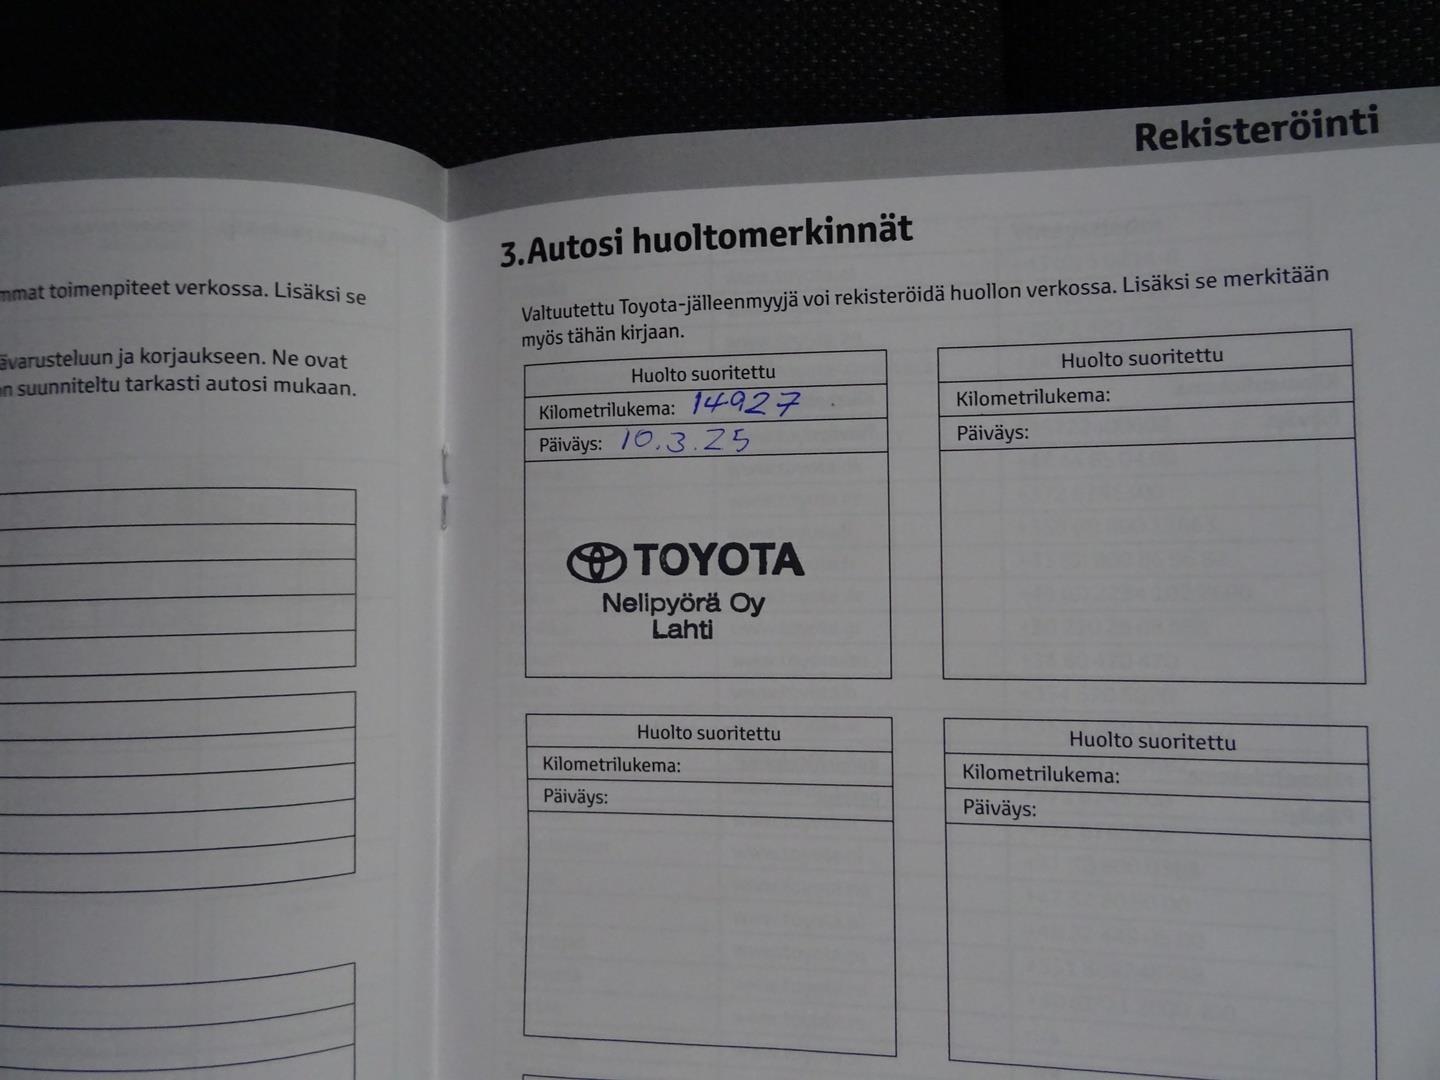 Rekisteröinti
mmat toimenpiteet verkossa. Lisäksi se
varusteluun ja korjaukseen. Ne ovat
n suunniteltu tarkasti autosi mukaan.
3.Autosi huoltomerkinnät
Valtuutettu Toyota-jälleenmyyjä voi rekisteröidä huollon verkossa. Lisäksi se merkitään
myös tähän kirjaan.
Huolto suoritettu
Kilometrilukema: 14927
Päiväys: 10.3.25
TOYOTA
Nelipyörä Oy
Lahti
Huolto suoritettu
Kilometrilukema:
Päiväys:
Huolto suoritettu
Kilometrilukema:
Päiväys:
Huolto suoritettu
Kilometrilukema:
Päiväys: